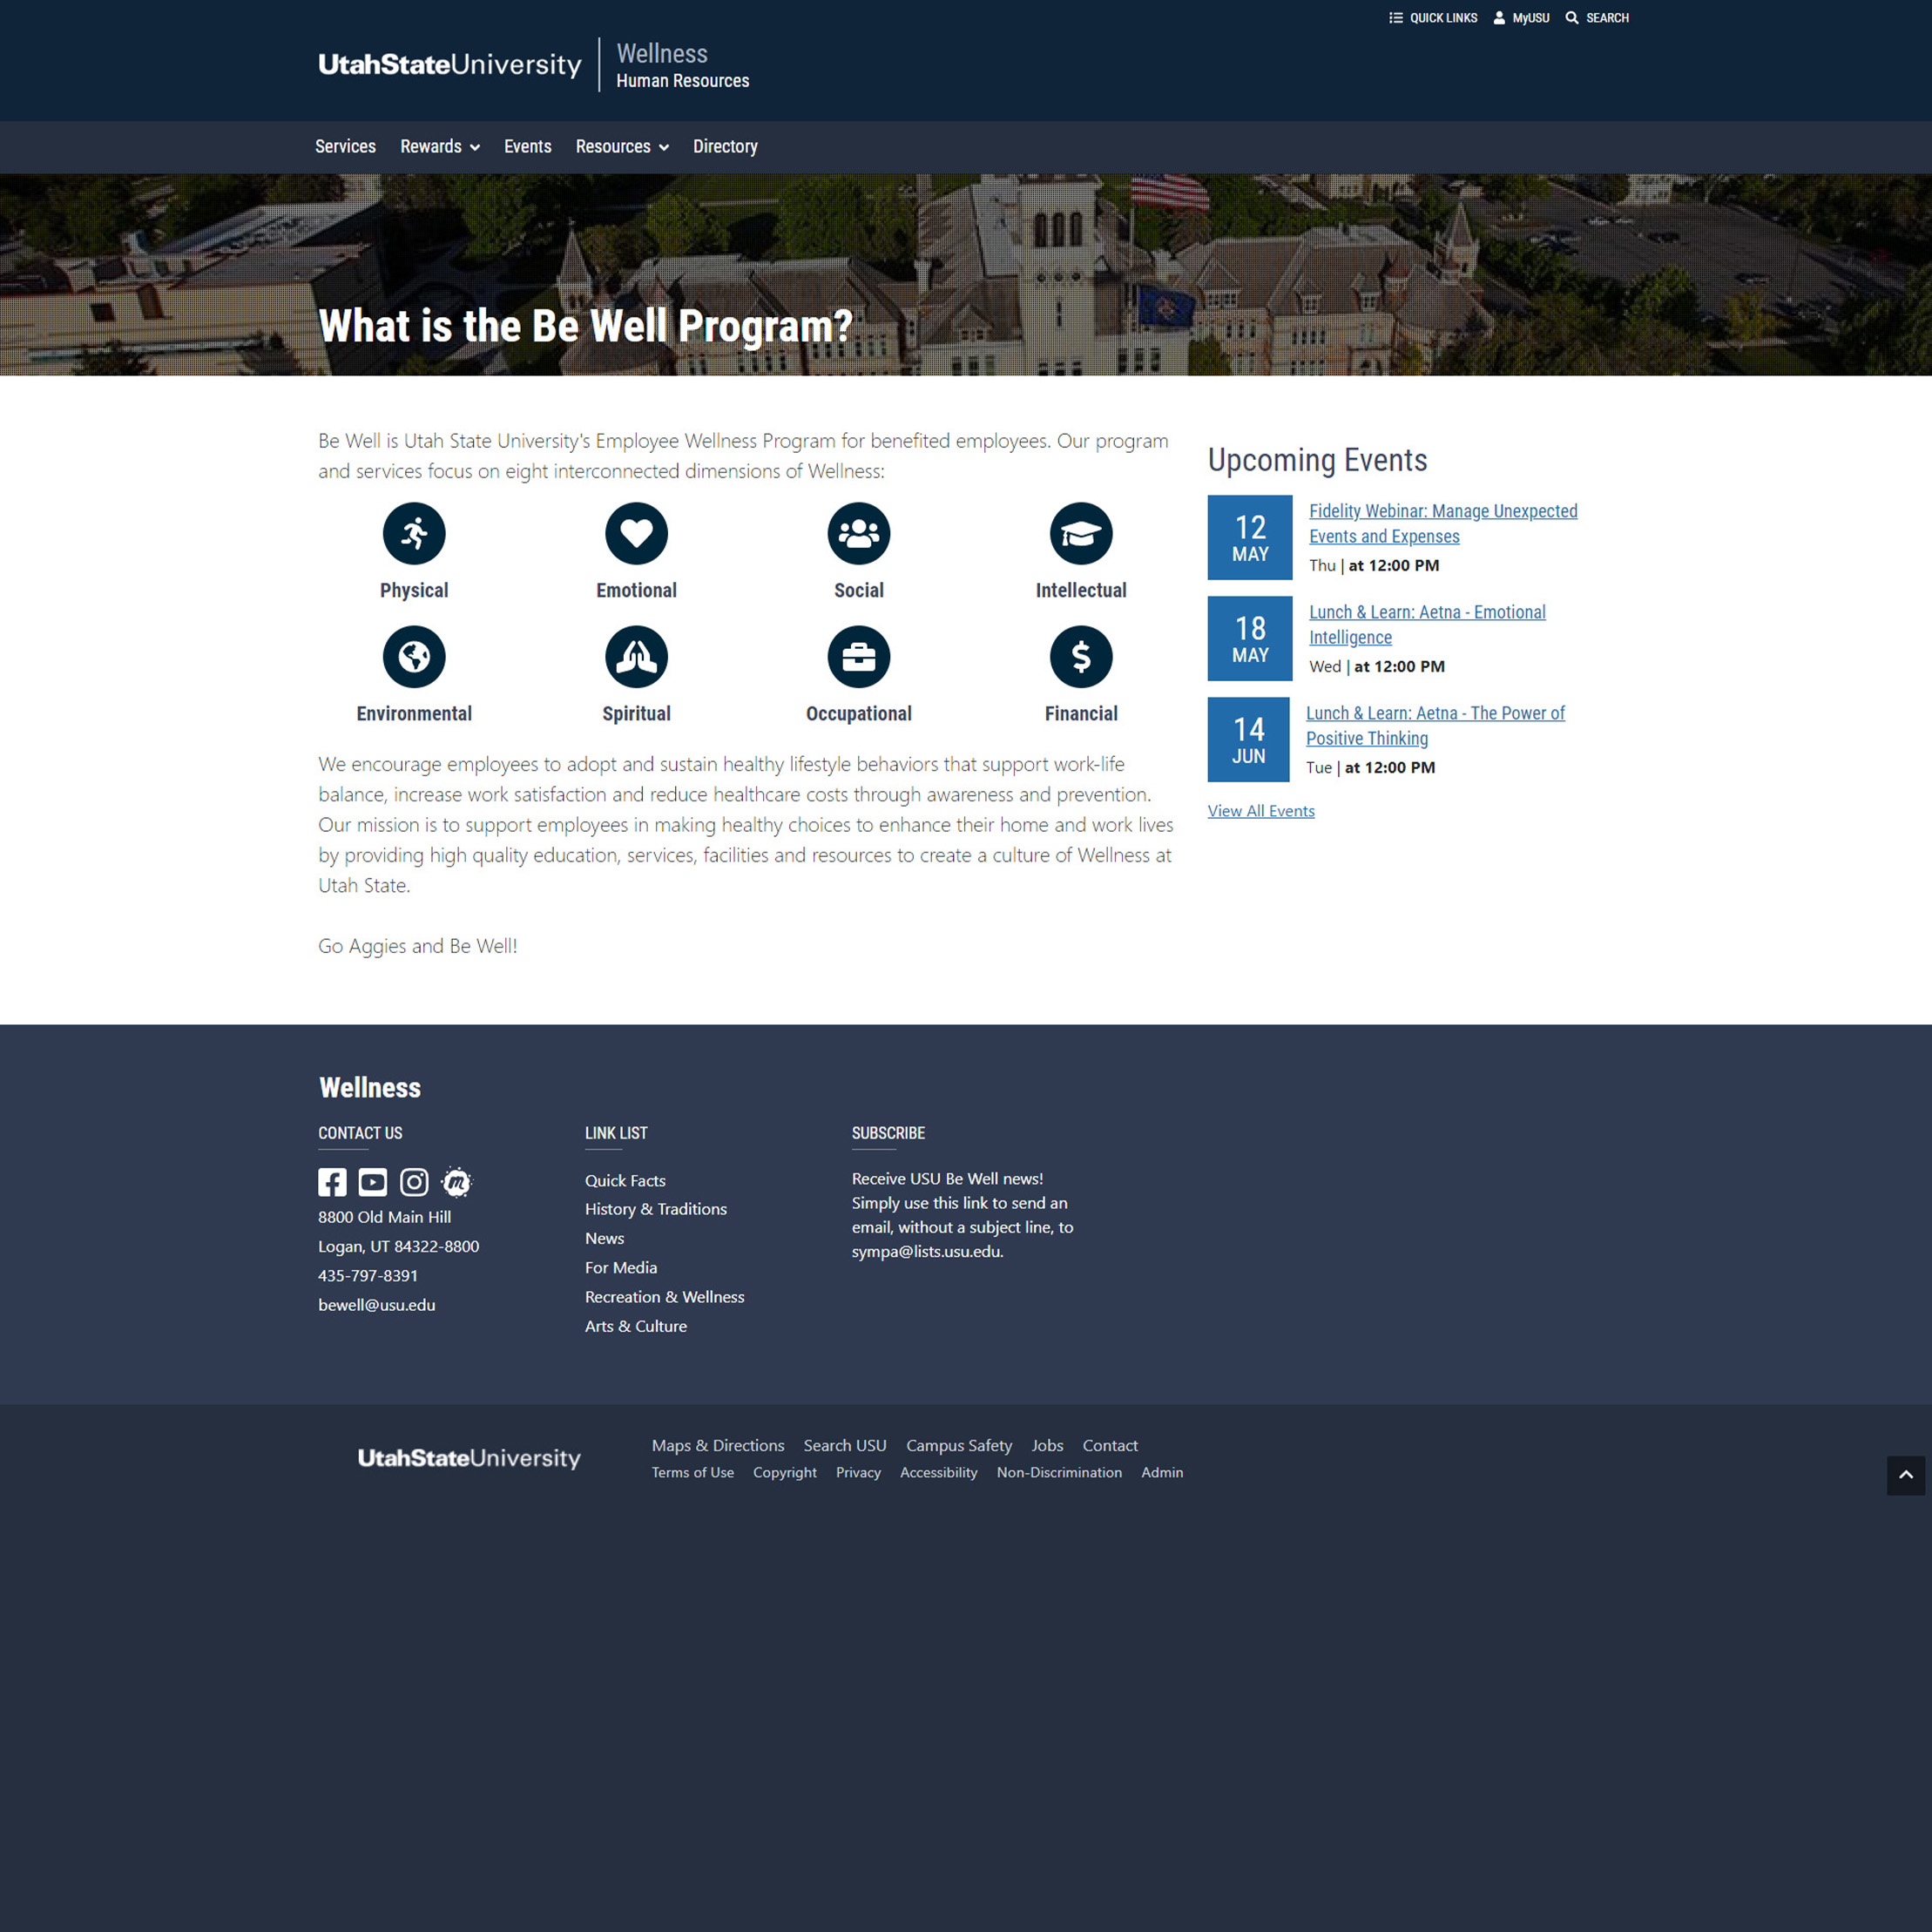 QUICK LINKS MyUSU SEARCH
UtahStateUniversity
Wellness
Human Resources
Services Rewards Events Resources Directory
What is the Be Well Program?
Be Well is Utah State University's Employee Wellness Program for benefited employees. Our program
and services focus on eight interconnected dimensions of Wellness:
Physical Emotional Social Intellectual
Environmental Spiritual Occupational Financial
We encourage employees to adopt and sustain healthy lifestyle behaviors that support work-life
balance, increase work satisfaction and reduce healthcare costs through awareness and prevention.
Our mission is to support employees in making healthy choices to enhance their home and work lives
by providing high quality education, services, facilities and resources to create a culture of Wellness at
Utah State.
Go Aggies and Be Well!
Upcoming Events
12
MAY
Fidelity Webinar: Manage Unexpected
Events and Expenses
Thu | at 12:00 PM
18
MAY
Lunch & Learn: Aetna - Emotional
Intelligence
Wed | at 12:00 PM
14
JUN
Lunch & Learn: Aetna - The Power of
Positive Thinking
Tue | at 12:00 PM
View All Events
Wellness
CONTACT US
m
8800 Old Main Hill
Logan, UT 84322-8800
435-797-8391
bewell@usu.edu
LINK LIST
Quick Facts
History & Traditions
News
For Media
Recreation & Wellness
Arts & Culture
SUBSCRIBE
Receive USU Be Well news!
Simply use this link to send an
email, without a subject line, to
sympa@lists.usu.edu.
UtahStateUniversity
Maps & Directions Search USU Campus Safety Jobs Contact
Terms of Use Copyright Privacy Accessibility Non-Discrimination Admin